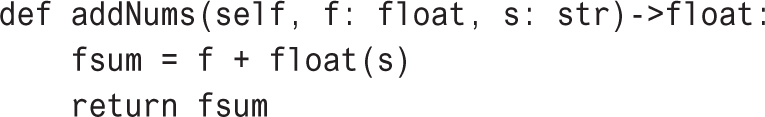 def addNums(self, f: float, s: str)->float:
    fsum = f + float(s)
    return fsum